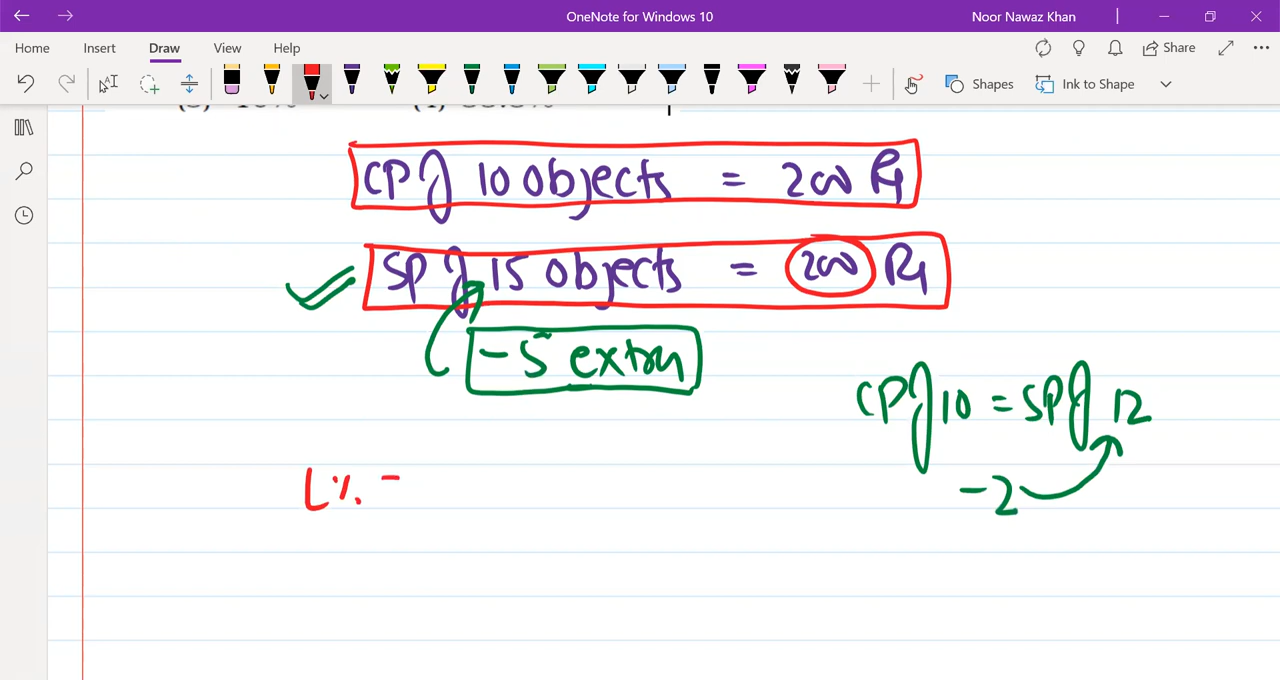 OneNote for Windows 10
Noor Nawaz Khan
Home Insert Draw View Help
Share
Shapes
Ink to Shape
CP of 10 objects = 200 Rs
SP of 15 objects = 200 Rs
-5 extra
CP of 10 = SP of 12
-2
L% =